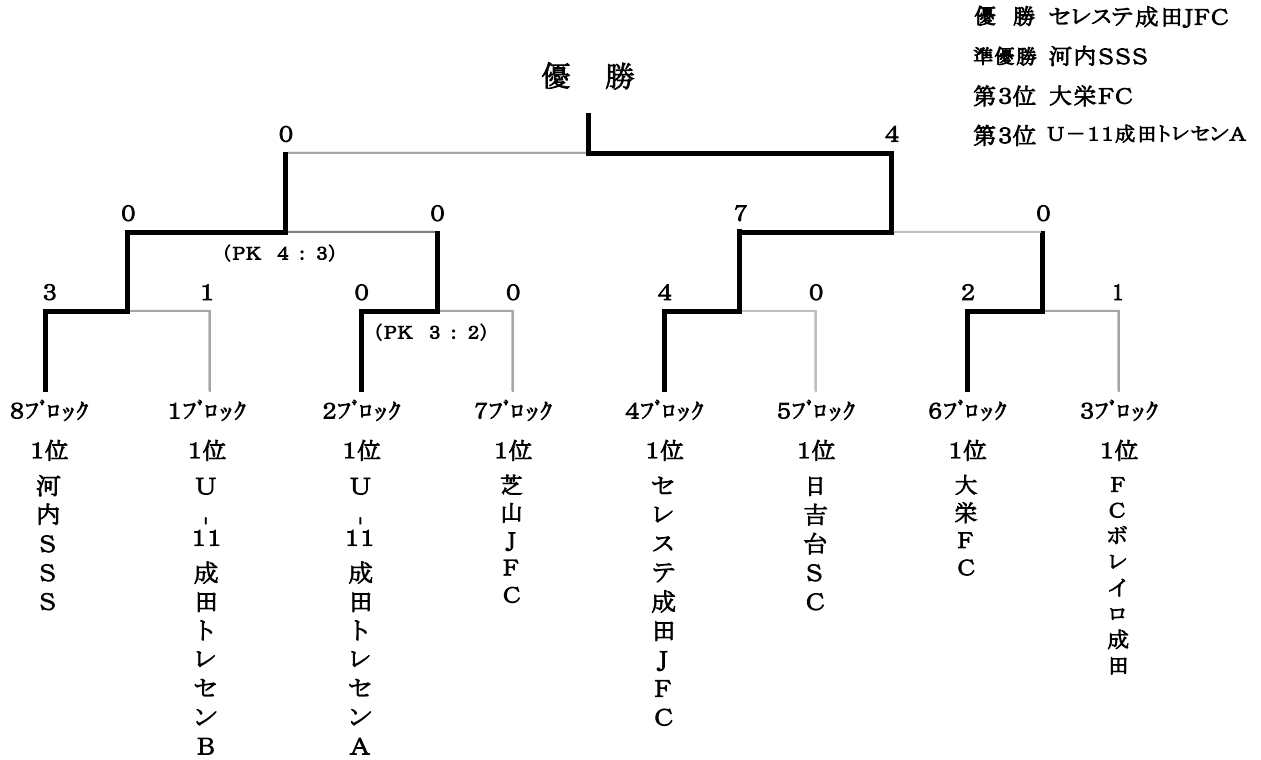 優　勝 セレステ成田JFC
準優勝 河内SSS
第3位 大栄FC
第3位 U－11成田トレセンA
優　勝
0 4
0 0 7 0
(PK 4 : 3)
3 1 0 0 4 0 2 1
(PK 3 : 2)
8ﾌﾞﾛｯｸ 1ﾌﾞﾛｯｸ 2ﾌﾞﾛｯｸ 7ﾌﾞﾛｯｸ 4ﾌﾞﾛｯｸ 5ﾌﾞﾛｯｸ 6ﾌﾞﾛｯｸ 3ﾌﾞﾛｯｸ
1位 1位 1位 1位 1位 1位 1位 1位
河内SSS
U-11成田トレセンB
U-11成田トレセンA
芝山JFC
セレステ成田JFC
日吉台SC
大栄FC
FCボレイロ成田